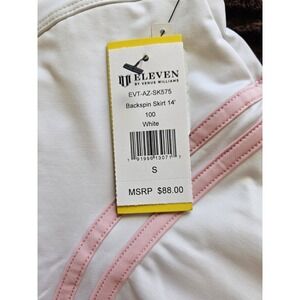 ELEVEN
BY VENUS WILLIAMS
EVT-AZ-SK575
Backspin Skirt 14'
100
White
S
MSRP $88.00